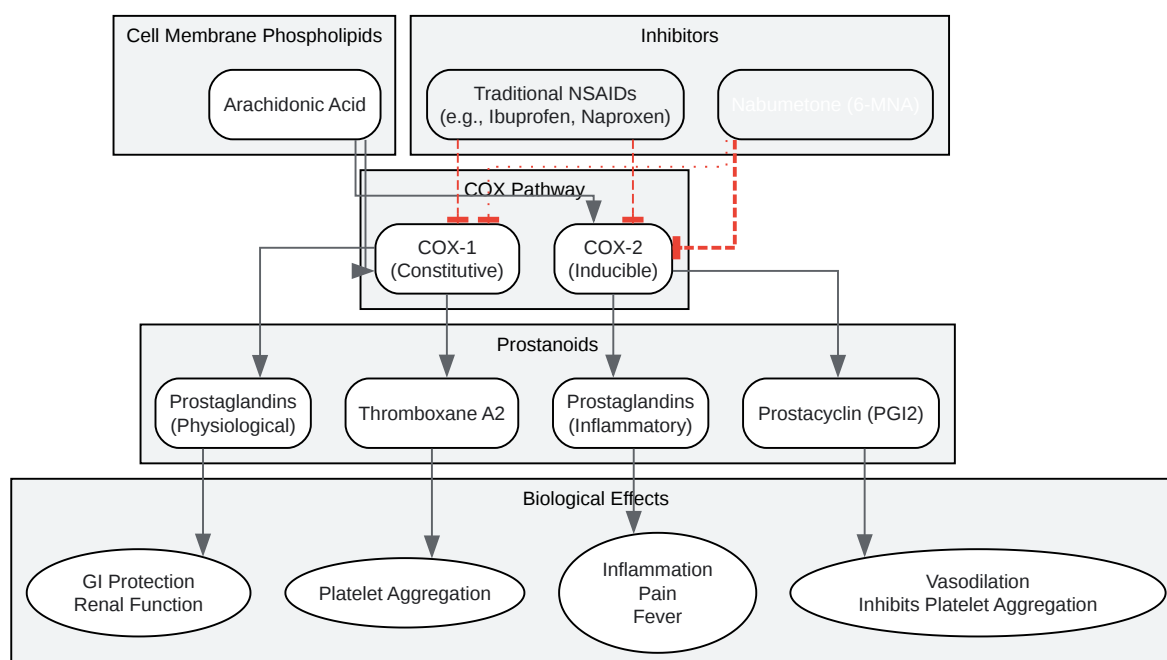 Cell Membrane Phospholipids
Inhibitors
Arachidonic Acid
Traditional NSAIDs
(e.g., Ibuprofen, Naproxen)
Nabumetone (6-MNA)
COX Pathway
COX-1
(Constitutive)
COX-2
(Inducible)
Prostanoids
Prostaglandins
(Physiological)
Thromboxane A2
Prostaglandins
(Inflammatory)
Prostacyclin (PGI2)
Biological Effects
GI Protection
Renal Function
Platelet Aggregation
Inflammation
Pain
Fever
Vasodilation
Inhibits Platelet Aggregation